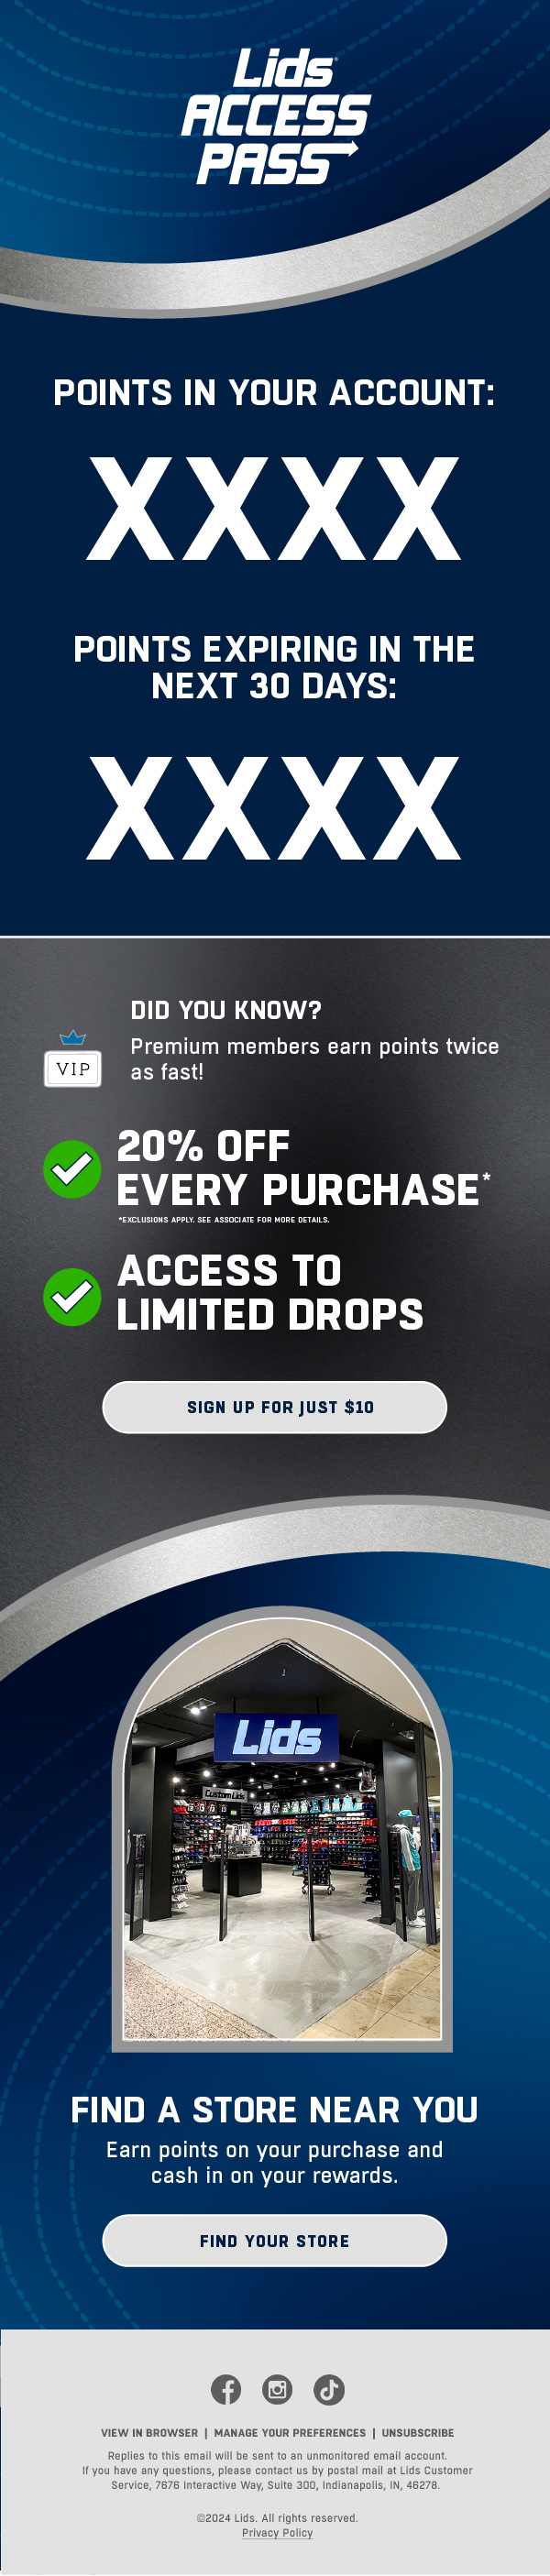 Lids
ACCESS
PASS
POINTS IN YOUR ACCOUNT:
XXXX
POINTS EXPIRING IN THE
NEXT 30 DAYS:
XXXX
DID YOU KNOW?
Premium members earn points twice
as fast!
VIP
20% OFF
EVERY PURCHASE*
*EXCLUSIONS APPLY. SEE ASSOCIATE FOR MORE DETAILS.
ACCESS TO
LIMITED DROPS
SIGN UP FOR JUST $10
Lids
Custom Lids
FIND A STORE NEAR YOU
Earn points on your purchase and
cash in on your rewards.
FIND YOUR STORE
VIEW IN BROWSER | MANAGE YOUR PREFERENCES | UNSUBSCRIBE
Replies to this email will be sent to an unmonitored email account.
If you have any questions, please contact us by postal mail at Lids Customer
Service, 7676 Interactive Way, Suite 300, Indianapolis, IN, 46278.
©2024 Lids. All rights reserved.
Privacy Policy